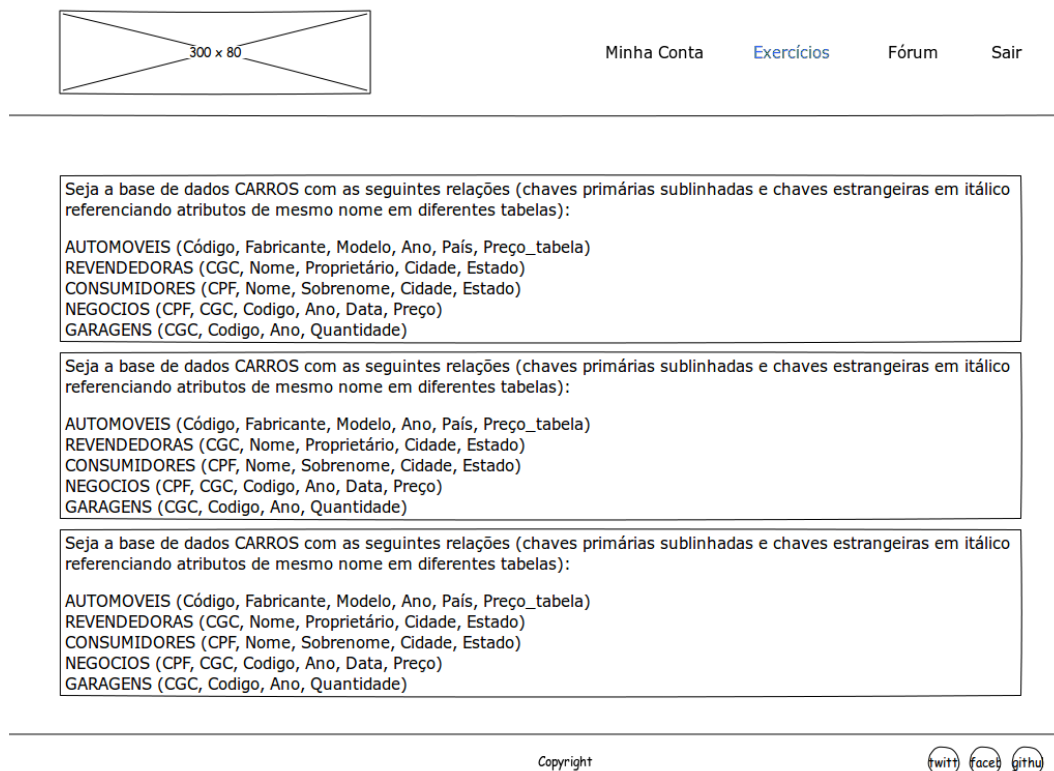 300 x 80
Minha Conta Exercícios Fórum Sair
Seja a base de dados CARROS com as seguintes relações (chaves primárias sublinhadas e chaves estrangeiras em itálico
referenciando atributos de mesmo nome em diferentes tabelas):
AUTOMOVEIS (Código, Fabricante, Modelo, Ano, País, Preço_tabela)
REVENDEDORAS (CGC, Nome, Proprietário, Cidade, Estado)
CONSUMIDORES (CPF, Nome, Sobrenome, Cidade, Estado)
NEGOCIOS (CPF, CGC, Codigo, Ano, Data, Preço)
GARAGENS (CGC, Codigo, Ano, Quantidade)
Seja a base de dados CARROS com as seguintes relações (chaves primárias sublinhadas e chaves estrangeiras em itálico
referenciando atributos de mesmo nome em diferentes tabelas):
AUTOMOVEIS (Código, Fabricante, Modelo, Ano, País, Preço_tabela)
REVENDEDORAS (CGC, Nome, Proprietário, Cidade, Estado)
CONSUMIDORES (CPF, Nome, Sobrenome, Cidade, Estado)
NEGOCIOS (CPF, CGC, Codigo, Ano, Data, Preço)
GARAGENS (CGC, Codigo, Ano, Quantidade)
Seja a base de dados CARROS com as seguintes relações (chaves primárias sublinhadas e chaves estrangeiras em itálico
referenciando atributos de mesmo nome em diferentes tabelas):
AUTOMOVEIS (Código, Fabricante, Modelo, Ano, País, Preço_tabela)
REVENDEDORAS (CGC, Nome, Proprietário, Cidade, Estado)
CONSUMIDORES (CPF, Nome, Sobrenome, Cidade, Estado)
NEGOCIOS (CPF, CGC, Codigo, Ano, Data, Preço)
GARAGENS (CGC, Codigo, Ano, Quantidade)
Copyright twitt faceb githu